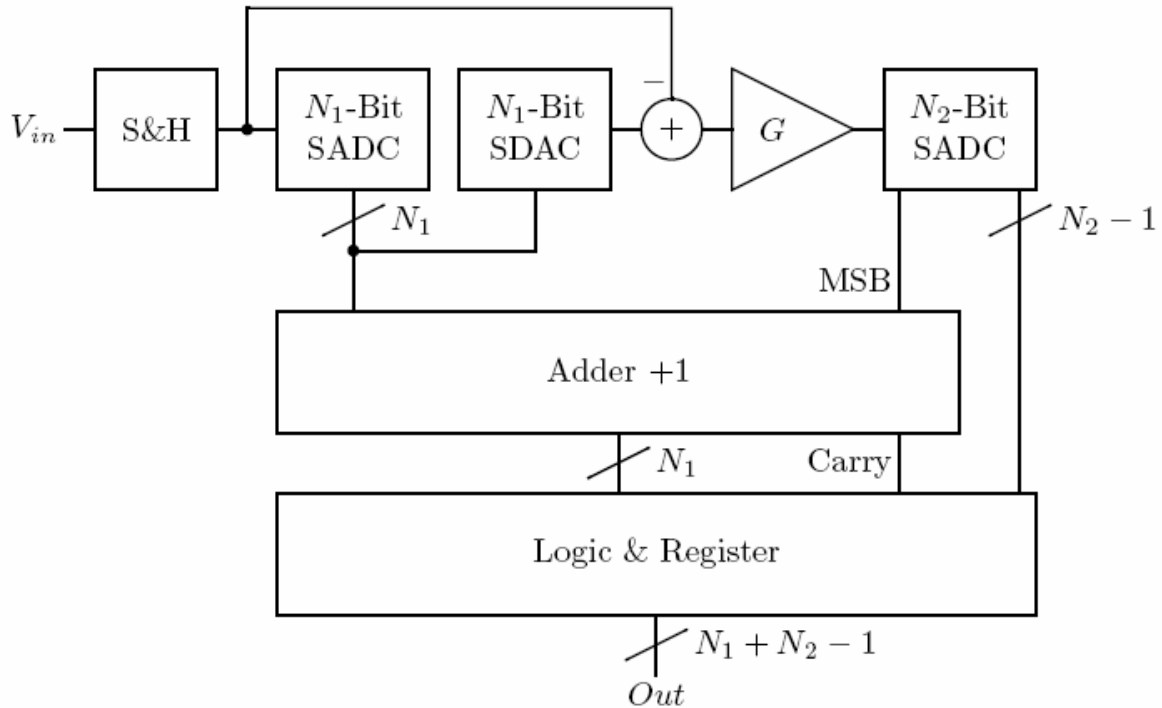 −
V_in
S&H
N_1-Bit
SADC
N_1-Bit
SDAC
+
G
N_2-Bit
SADC
N_1
N_2 − 1
MSB
Adder +1
N_1
Carry
Logic & Register
N_1 + N_2 − 1
Out